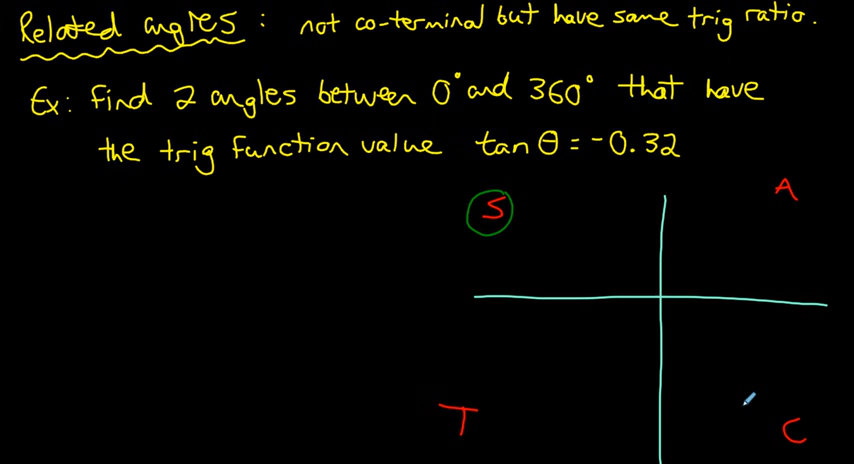 Related angles: not co-terminal but have same trig ratio.
Ex: Find 2 angles between 0° and 360° that have
the trig function value tan θ = -0.32
S A
T C